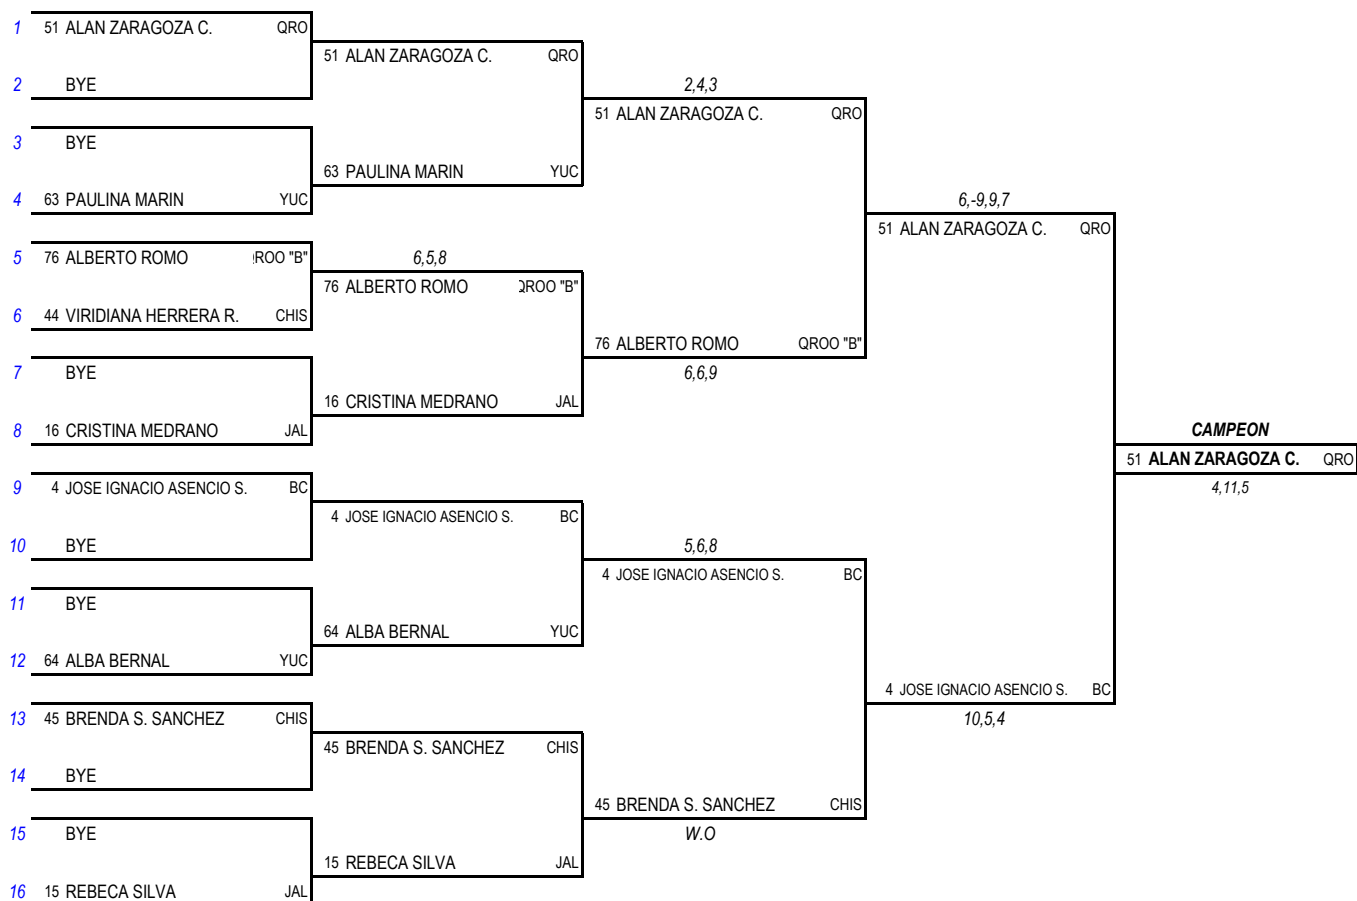 1 51 ALAN ZARAGOZA C. QRO
51 ALAN ZARAGOZA C. QRO
2 BYE
2,4,3
51 ALAN ZARAGOZA C. QRO
3 BYE
63 PAULINA MARIN YUC
4 63 PAULINA MARIN YUC
6,-9,9,7
51 ALAN ZARAGOZA C. QRO
5 76 ALBERTO ROMO QROO "B"
6,5,8
76 ALBERTO ROMO QROO "B"
6 44 VIRIDIANA HERRERA R. CHIS
76 ALBERTO ROMO QROO "B"
7 BYE
6,6,9
16 CRISTINA MEDRANO JAL
8 16 CRISTINA MEDRANO JAL
CAMPEON
51 ALAN ZARAGOZA C. QRO
9 4 JOSE IGNACIO ASENCIO S. BC
4,11,5
4 JOSE IGNACIO ASENCIO S. BC
10 BYE
5,6,8
4 JOSE IGNACIO ASENCIO S. BC
11 BYE
64 ALBA BERNAL YUC
12 64 ALBA BERNAL YUC
4 JOSE IGNACIO ASENCIO S. BC
13 45 BRENDA S. SANCHEZ CHIS
10,5,4
45 BRENDA S. SANCHEZ CHIS
14 BYE
45 BRENDA S. SANCHEZ CHIS
15 BYE
W.O
15 REBECA SILVA JAL
16 15 REBECA SILVA JAL